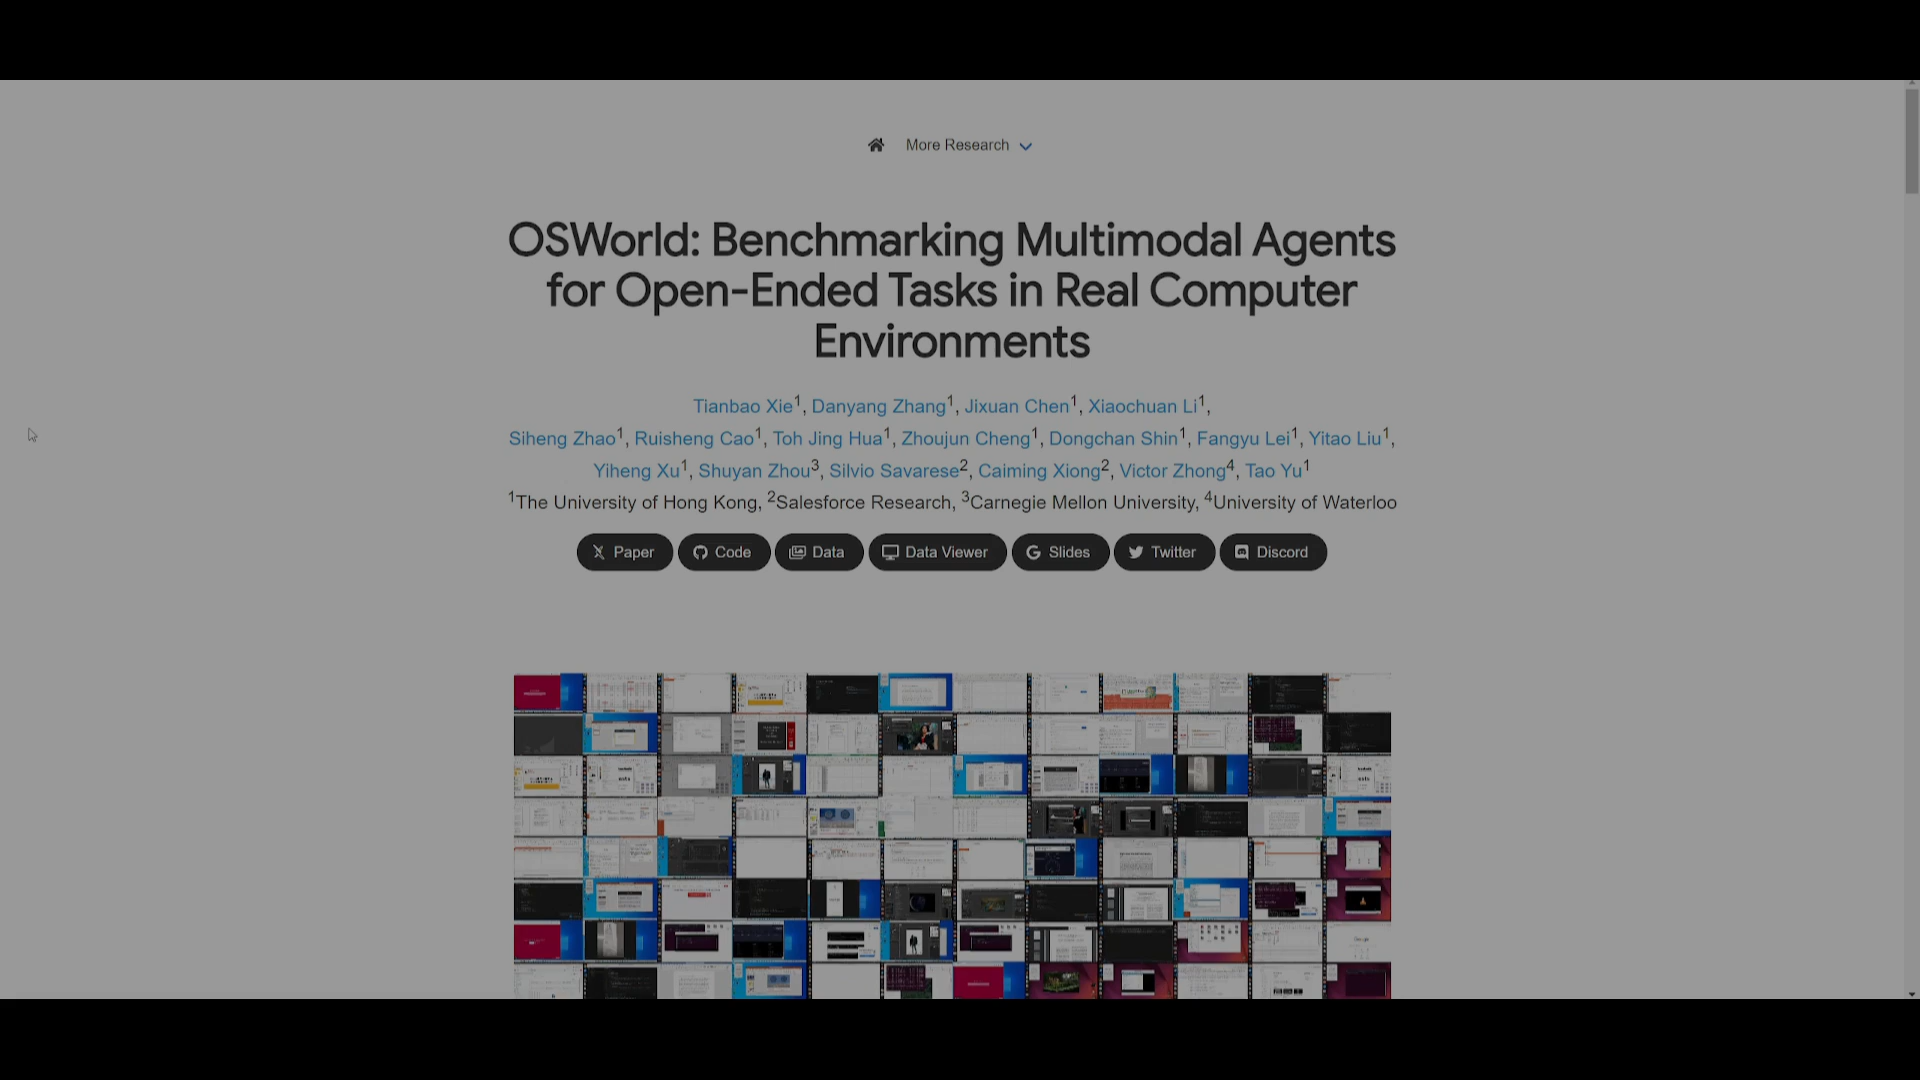 More Research
OSWorld: Benchmarking Multimodal Agents
for Open-Ended Tasks in Real Computer
Environments
Tianbao Xie1, Danyang Zhang1, Jixuan Chen1, Xiaochuan Li1,
Siheng Zhao1, Ruisheng Cao1, Toh Jing Hua1, Zhoujun Cheng1, Dongchan Shin1, Fangyu Lei1, Yitao Liu1,
Yiheng Xu1, Shuyan Zhou3, Silvio Savarese2, Caiming Xiong2, Victor Zhong4, Tao Yu1
1The University of Hong Kong, 2Salesforce Research, 3Carnegie Mellon University, 4University of Waterloo
Paper Code Data Data Viewer Slides Twitter Discord